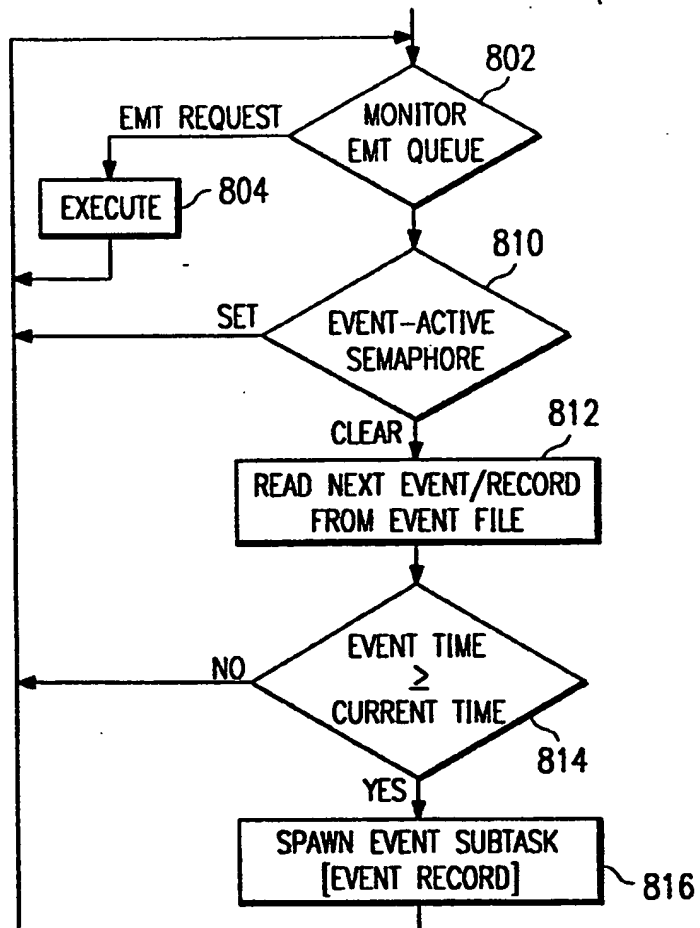 802
MONITOR
EMT QUEUE
EMT REQUEST
EXECUTE
804
810
EVENT-ACTIVE
SEMAPHORE
SET
CLEAR
812
READ NEXT EVENT/RECORD
FROM EVENT FILE
EVENT TIME
≥
CURRENT TIME
NO
814
YES
SPAWN EVENT SUBTASK
[EVENT RECORD]
816